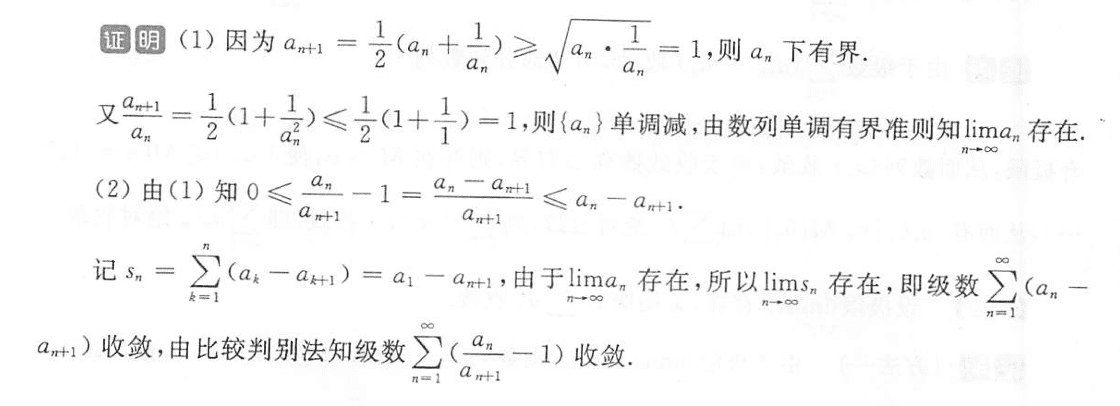 证明 (1) 因为 $a_{n+1} = \frac{1}{2}(a_n + \frac{1}{a_n}) \geqslant \sqrt{a_n \cdot \frac{1}{a_n}} = 1$,则 $a_n$ 下有界.
又$\frac{a_{n+1}}{a_n} = \frac{1}{2}(1 + \frac{1}{a_n^2}) \leqslant \frac{1}{2}(1 + \frac{1}{1}) = 1$,则$\{a_n\}$单调减,由数列单调有界准则知$\lim\limits_{n \to \infty} a_n$ 存在.
(2) 由(1)知 $0 \leqslant \frac{a_n}{a_{n+1}} - 1 = \frac{a_n - a_{n+1}}{a_{n+1}} \leqslant a_n - a_{n+1}$.
记 $s_n = \sum\limits_{k=1}^{n}(a_k - a_{k+1}) = a_1 - a_{n+1}$,由于$\lim\limits_{n \to \infty} a_n$ 存在,所以$\lim\limits_{n \to \infty} s_n$ 存在,即级数$\sum\limits_{n=1}^{\infty}(a_n -$
$a_{n+1})$收敛,由比较判别法知级数$\sum\limits_{n=1}^{\infty}(\frac{a_n}{a_{n+1}} - 1)$收敛.